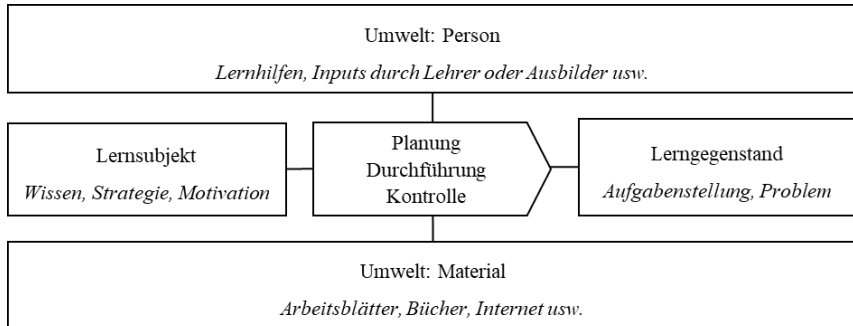 Umwelt: Person
Lernhilfen, Inputs durch Lehrer oder Ausbilder usw.
Lernsubjekt
Wissen, Strategie, Motivation
Planung
Durchführung
Kontrolle
Lerngegenstand
Aufgabenstellung, Problem
Umwelt: Material
Arbeitsblätter, Bücher, Internet usw.